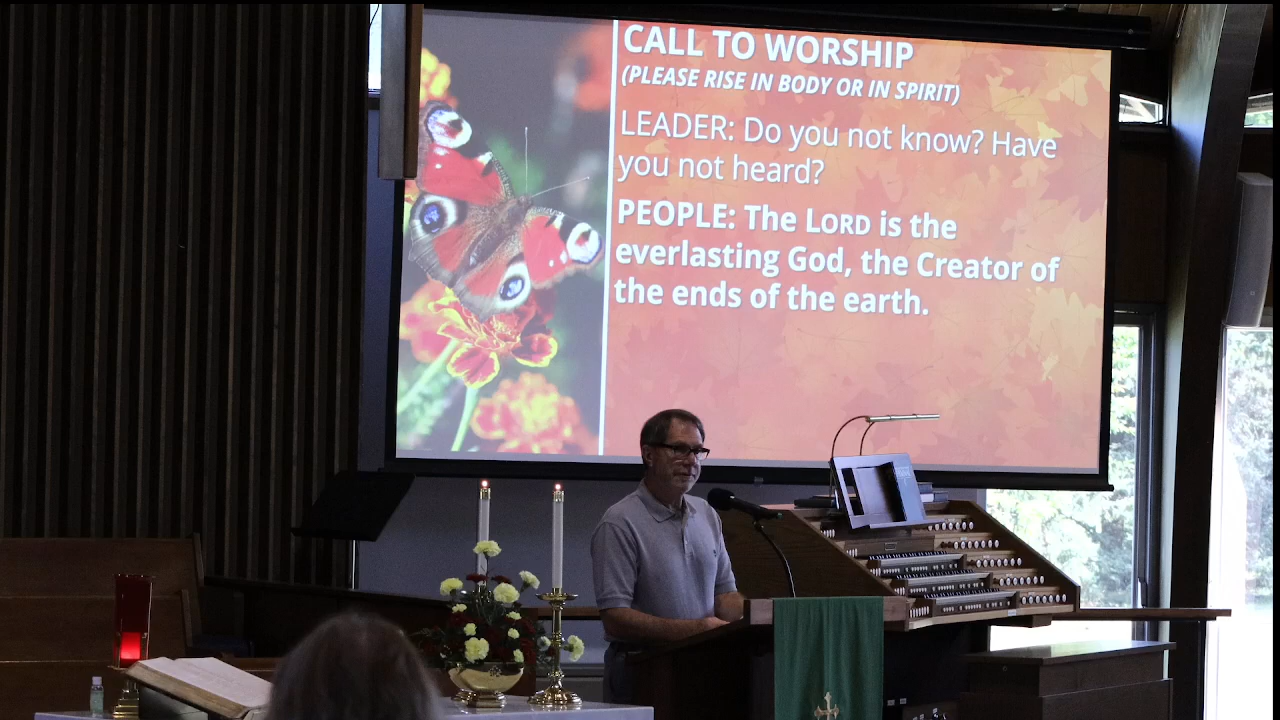 CALL TO WORSHIP
(PLEASE RISE IN BODY OR IN SPIRIT)
LEADER: Do you not know? Have
you not heard?
PEOPLE: The LORD is the
everlasting God, the Creator of
the ends of the earth.